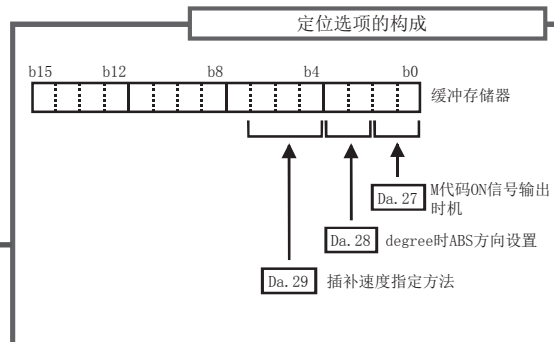 定位选项的构成
b15 b12 b8 b4 b0
缓冲存储器
Da.27 M代码ON信号输出
时机
Da.28 degree时ABS方向设置
Da.29 插补速度指定方法